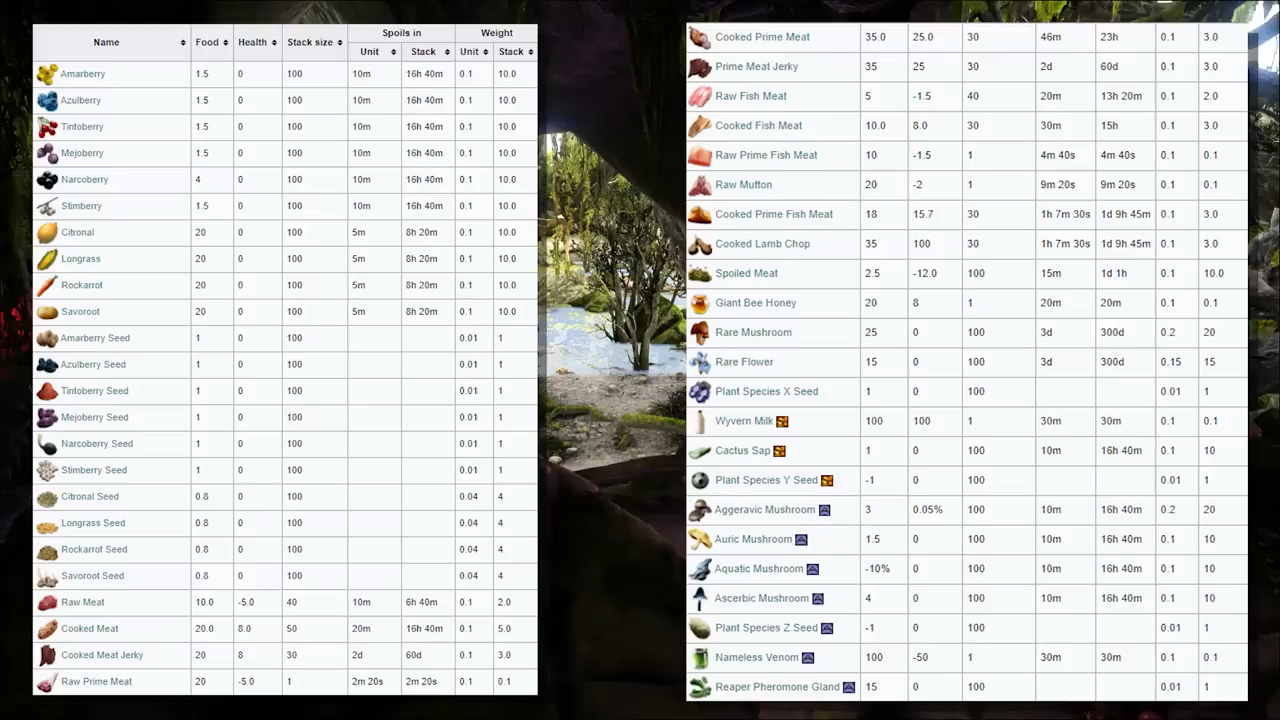 Spoils in Weight
Name Food Health Stack size Unit Stack Unit Stack
Amarberry 1.5 0 100 10m 16h 40m 0.1 10.0
Azulberry 1.5 0 100 10m 16h 40m 0.1 10.0
Tintoberry 1.5 0 100 10m 16h 40m 0.1 10.0
Mejoberry 1.5 0 100 10m 16h 40m 0.1 10.0
Narcoberry 4 0 100 10m 16h 40m 0.1 10.0
Stimberry 1.5 0 100 10m 16h 40m 0.1 10.0
Citronal 20 0 100 5m 8h 20m 0.1 10.0
Longrass 20 0 100 5m 8h 20m 0.1 10.0
Rockarrot 20 0 100 5m 8h 20m 0.1 10.0
Savoroot 20 0 100 5m 8h 20m 0.1 10.0
Amarberry Seed 1 0 100 0.01 1
Azulberry Seed 1 0 100 0.01 1
Tintoberry Seed 1 0 100 0.01 1
Mejoberry Seed 1 0 100 0.01 1
Narcoberry Seed 1 0 100 0.01 1
Stimberry Seed 1 0 100 0.01 1
Citronal Seed 0.8 0 100 0.04 4
Longrass Seed 0.8 0 100 0.04 4
Rockarrot Seed 0.8 0 100 0.04 4
Savoroot Seed 0.8 0 100 0.04 4
Raw Meat 10.0 -5.0 40 10m 6h 40m 0.1 2.0
Cooked Meat 20.0 8.0 50 20m 16h 40m 0.1 5.0
Cooked Meat Jerky 20 8 30 2d 60d 0.1 3.0
Raw Prime Meat 20 -5.0 1 2m 20s 2m 20s 0.1 0.1
Cooked Prime Meat 35.0 25.0 30 46m 23h 0.1 3.0
Prime Meat Jerky 35 25 30 2d 60d 0.1 3.0
Raw Fish Meat 5 -1.5 40 20m 13h 20m 0.1 2.0
Cooked Fish Meat 10.0 5.0 30 30m 15h 0.1 3.0
Raw Prime Fish Meat 10 -1.5 1 4m 40s 4m 40s 0.1 0.1
Raw Mutton 20 -2 1 9m 20s 9m 20s 0.1 0.1
Cooked Prime Fish Meat 18 15.7 30 1h 7m 30s 1d 9h 45m 0.1 3.0
Cooked Lamb Chop 35 100 30 1h 7m 30s 1d 9h 45m 0.1 3.0
Spoiled Meat 2.5 -12.0 100 15m 1d 1h 0.1 10.0
Giant Bee Honey 20 8 1 20m 20m 0.1 0.1
Rare Mushroom 25 0 100 3d 300d 0.2 20
Rare Flower 15 0 100 3d 300d 0.15 15
Plant Species X Seed 1 0 100 0.01 1
Wyvern Milk 100 100 1 30m 30m 0.1 0.1
Cactus Sap 1 0 100 10m 16h 40m 0.1 10
Plant Species Y Seed -1 0 100 0.01 1
Aggeravic Mushroom 3 0.05% 100 10m 16h 40m 0.2 20
Auric Mushroom 1.5 0 100 10m 16h 40m 0.1 10
Aquatic Mushroom -10% 0 100 10m 16h 40m 0.1 10
Ascerbic Mushroom 4 0 100 10m 16h 40m 0.1 10
Plant Species Z Seed -1 0 100 0.01 1
Nameless Venom 100 -50 1 30m 30m 0.1 0.1
Reaper Pheromone Gland 15 0 100 0.01 1